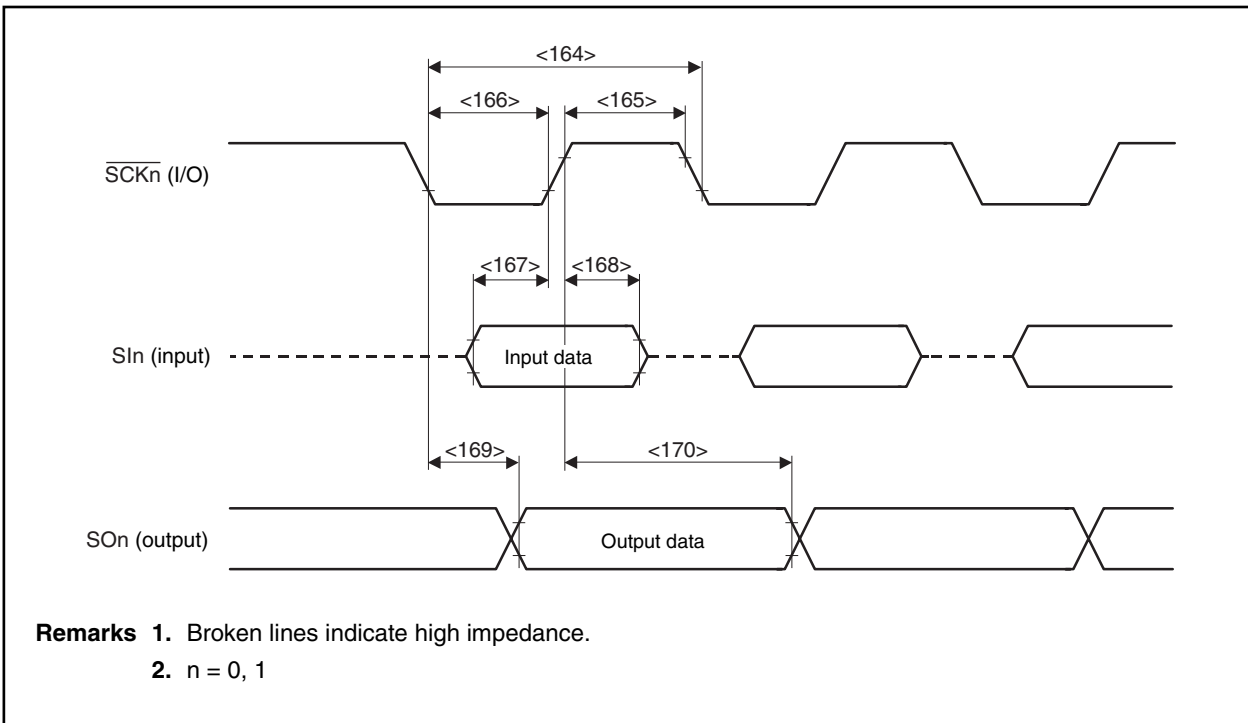 <164>
<166> <165>
SCKn (I/O)
<167> <168>
SIn (input)
Input data
<169> <170>
SOn (output)
Output data
Remarks 1. Broken lines indicate high impedance.
2. n = 0, 1